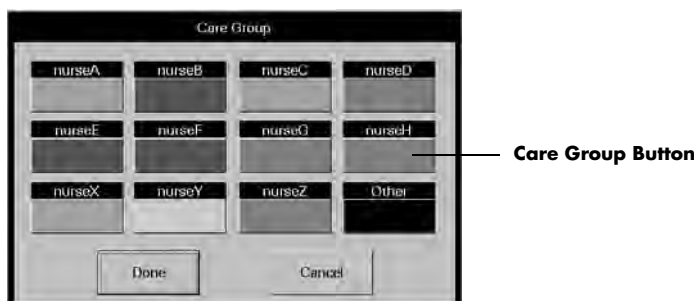 Care Group
nurseA nurseB nurseC nurseD
nurseE nurseF nurseG nurseH
Care Group Button
nurseX nurseY nurseZ Other
Done Cancel